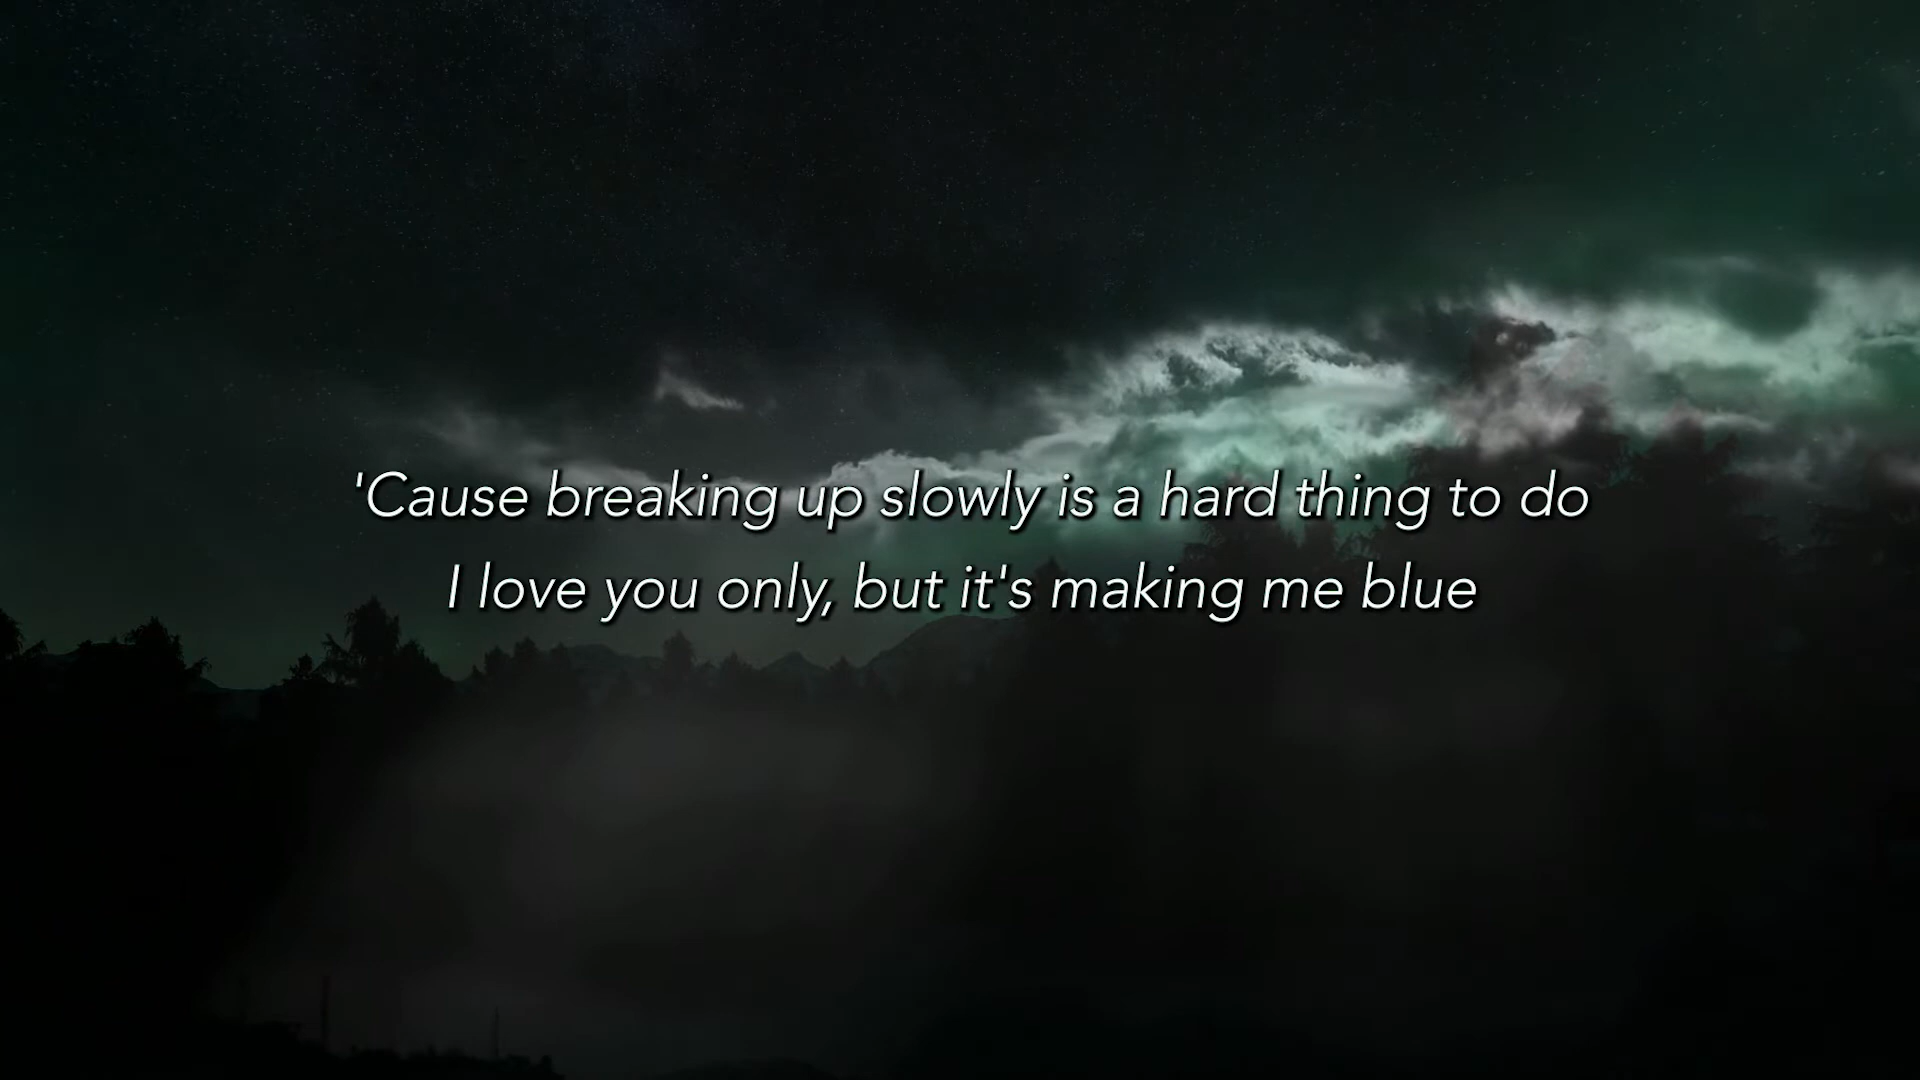 'Cause breaking up slowly is a hard thing to do
I love you only, but it's making me blue